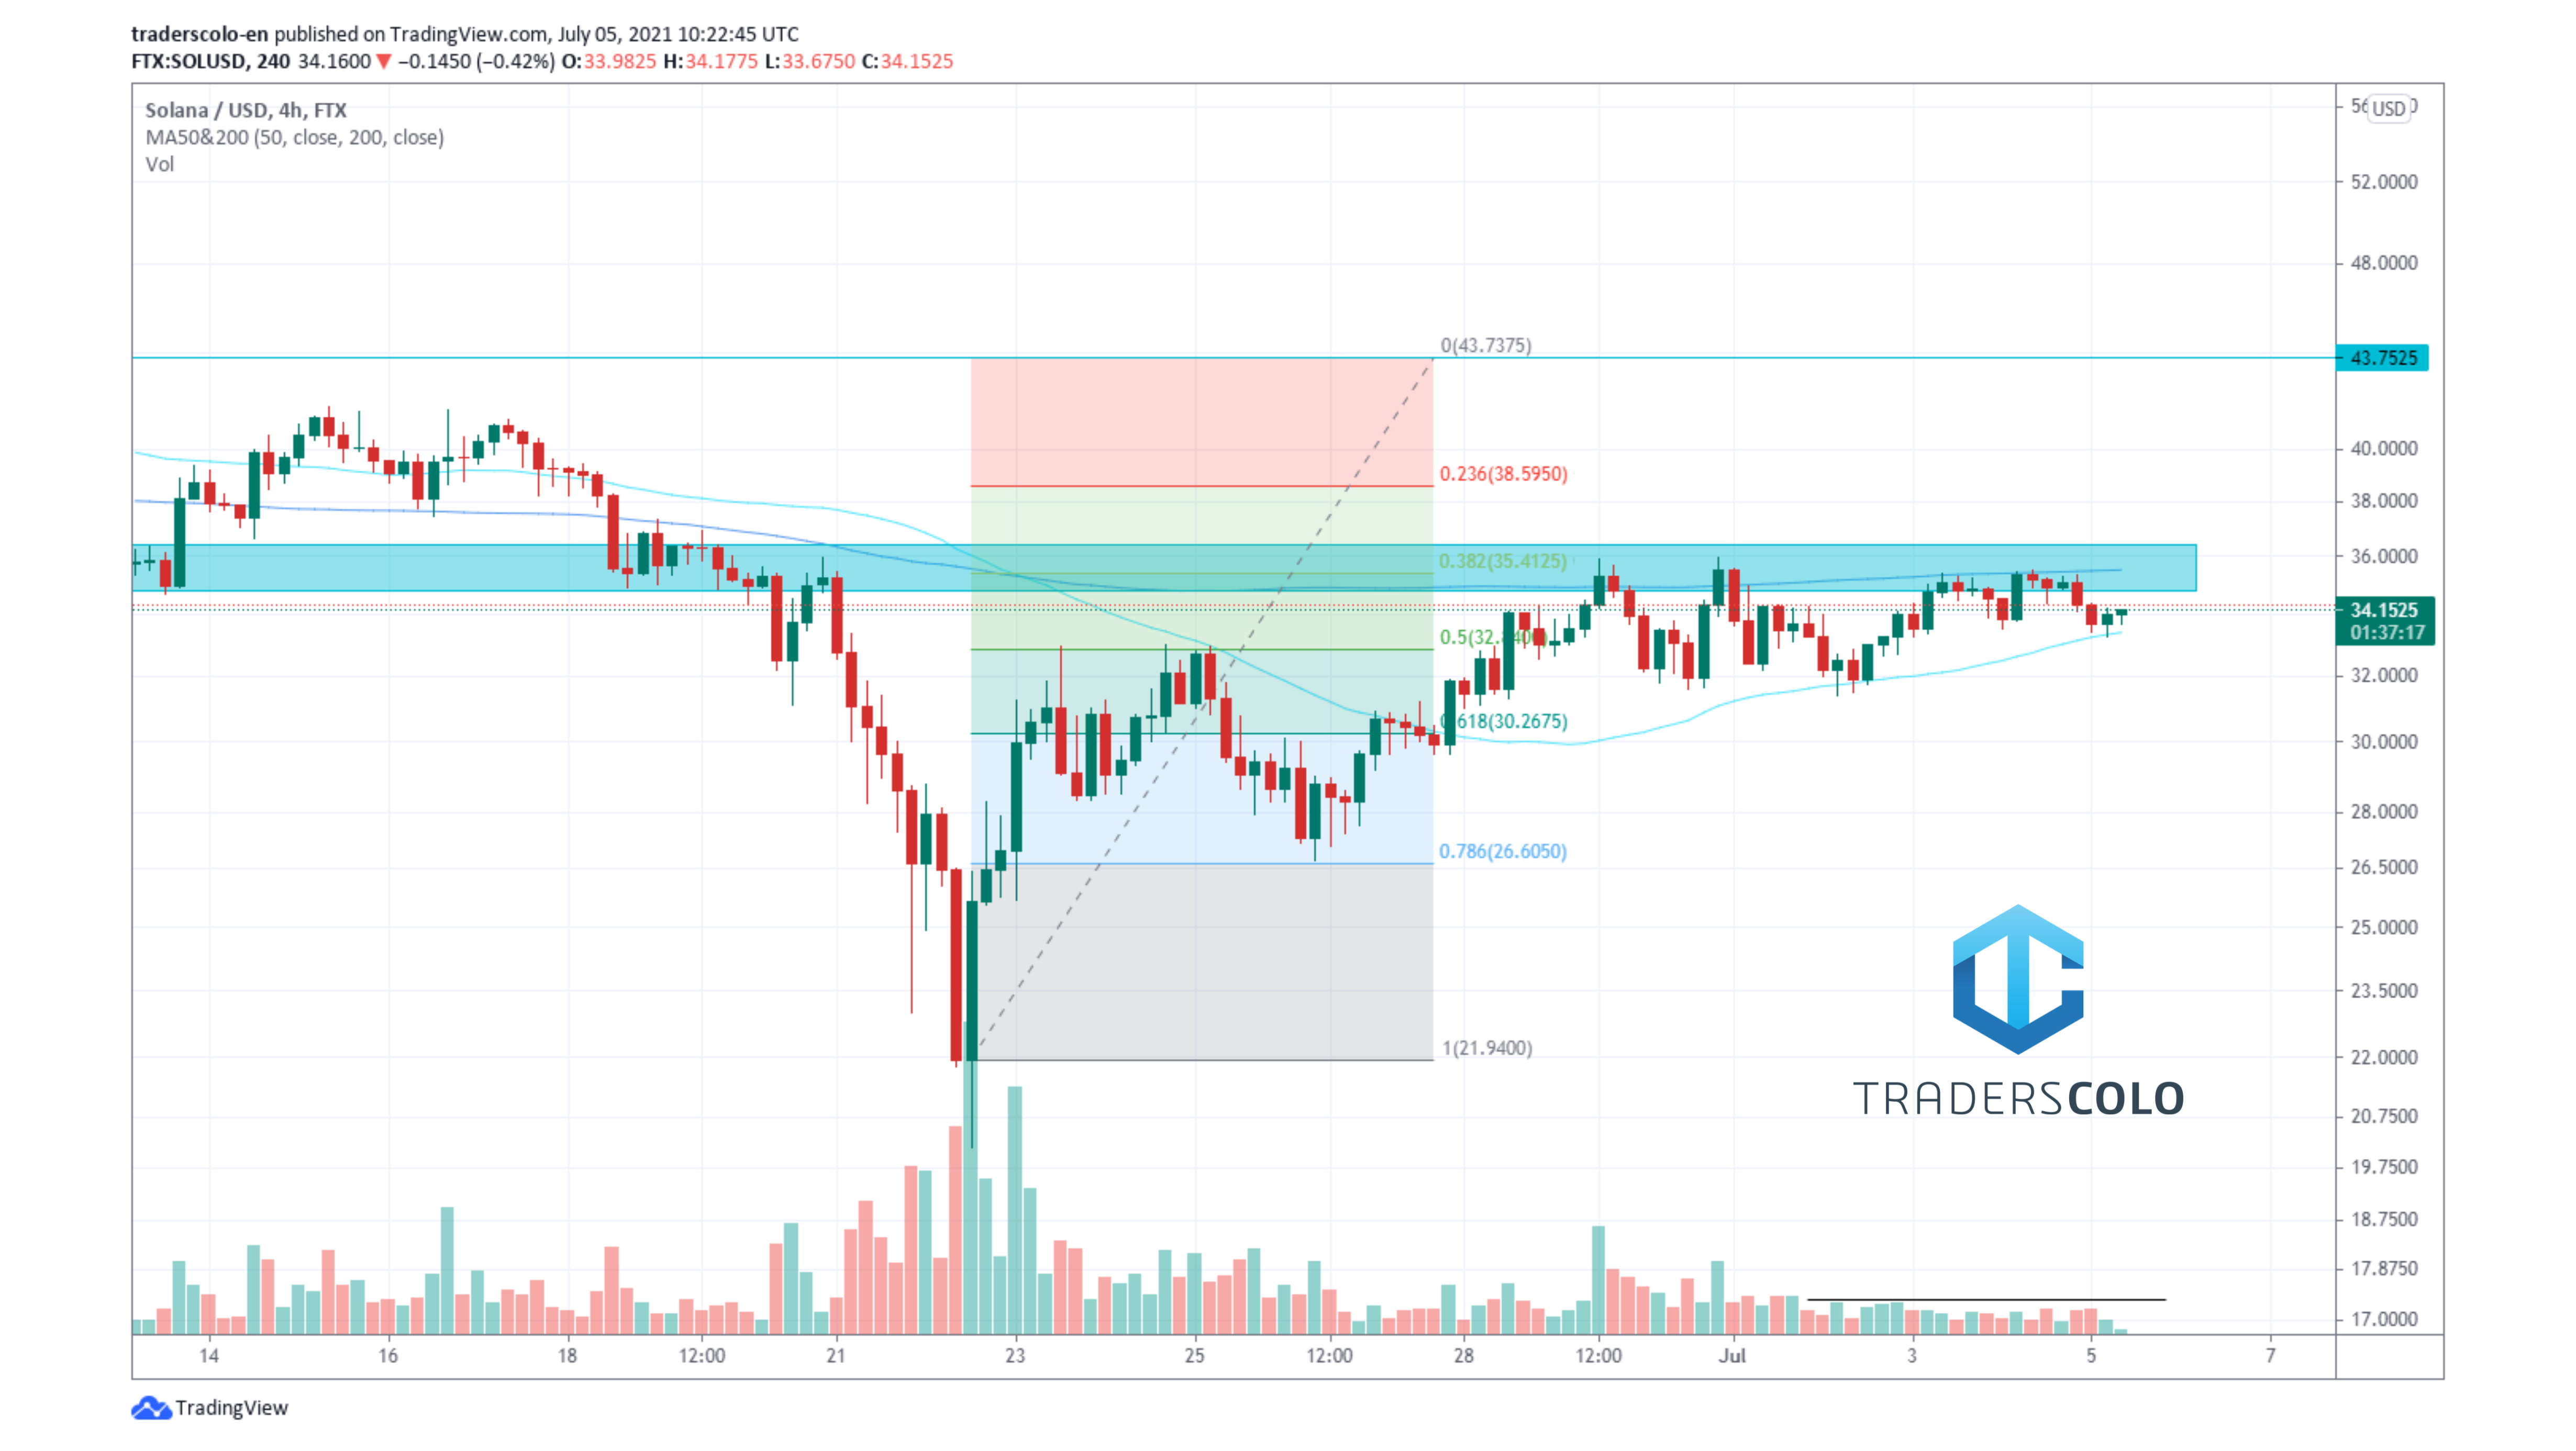 traderscolo-en published on TradingView.com, July 05, 2021 10:22:45 UTC
FTX:SOLUSD, 240 34.1600 ▼ −0.1450 (−0.42%) O:33.9825 H:34.1775 L:33.6750 C:34.1525
Solana / USD, 4h, FTX
MA50&200 (50, close, 200, close)
Vol
USD
52.0000
48.0000
0(43.7375)
43.7525
40.0000
0.236(38.5950)
38.0000
0.382(35.4125)
36.0000
34.1525
01:37:17
32.0000
0.618(30.2675)
30.0000
28.0000
0.786(26.6050)
26.5000
25.0000
23.5000
1(21.9400)
22.0000
TRADERSCOLO
20.7500
19.7500
18.7500
17.8750
17.0000
14 16 18 12:00 21 23 25 12:00 28 12:00 Jul 3 5 7
TradingView